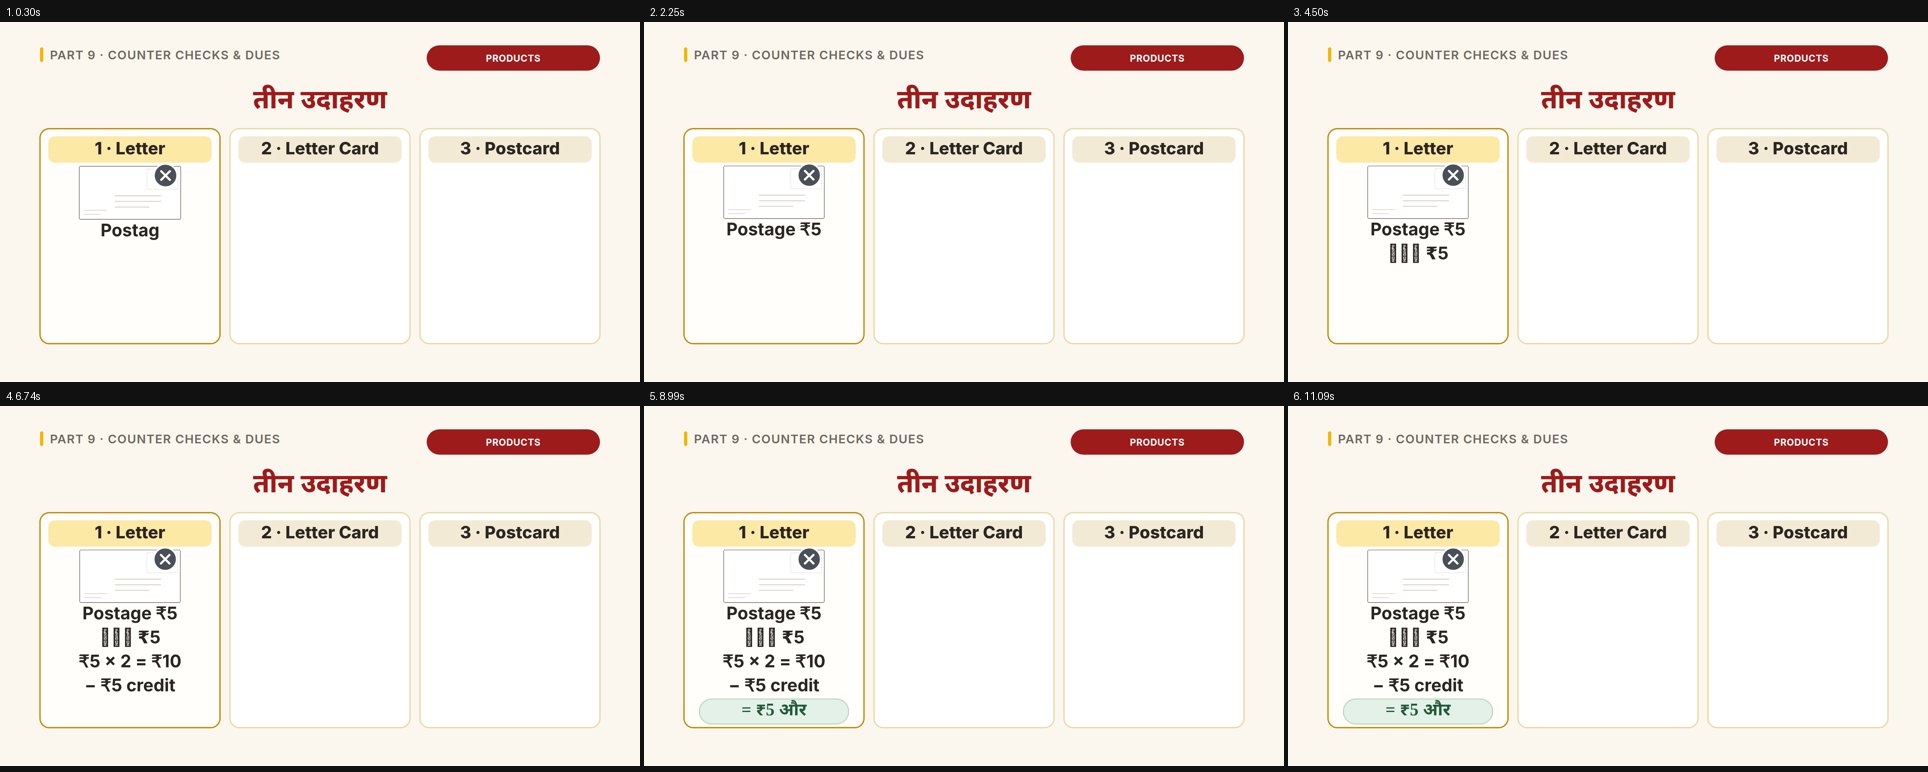 1. 0.30s
PART 9 · COUNTER CHECKS & DUES
PRODUCTS
तीन उदाहरण
1 · Letter
2 · Letter Card
3 · Postcard
Postag
2. 2.25s
PART 9 · COUNTER CHECKS & DUES
PRODUCTS
तीन उदाहरण
1 · Letter
2 · Letter Card
3 · Postcard
Postage ₹5
3. 4.50s
PART 9 · COUNTER CHECKS & DUES
PRODUCTS
तीन उदाहरण
1 · Letter
2 · Letter Card
3 · Postcard
Postage ₹5
₹5
4. 6.74s
PART 9 · COUNTER CHECKS & DUES
PRODUCTS
तीन उदाहरण
1 · Letter
2 · Letter Card
3 · Postcard
Postage ₹5
₹5
₹5 × 2 = ₹10
– ₹5 credit
5. 8.99s
PART 9 · COUNTER CHECKS & DUES
PRODUCTS
तीन उदाहरण
1 · Letter
2 · Letter Card
3 · Postcard
Postage ₹5
₹5
₹5 × 2 = ₹10
– ₹5 credit
= ₹5 और
6. 11.09s
PART 9 · COUNTER CHECKS & DUES
PRODUCTS
तीन उदाहरण
1 · Letter
2 · Letter Card
3 · Postcard
Postage ₹5
₹5
₹5 × 2 = ₹10
– ₹5 credit
= ₹5 और